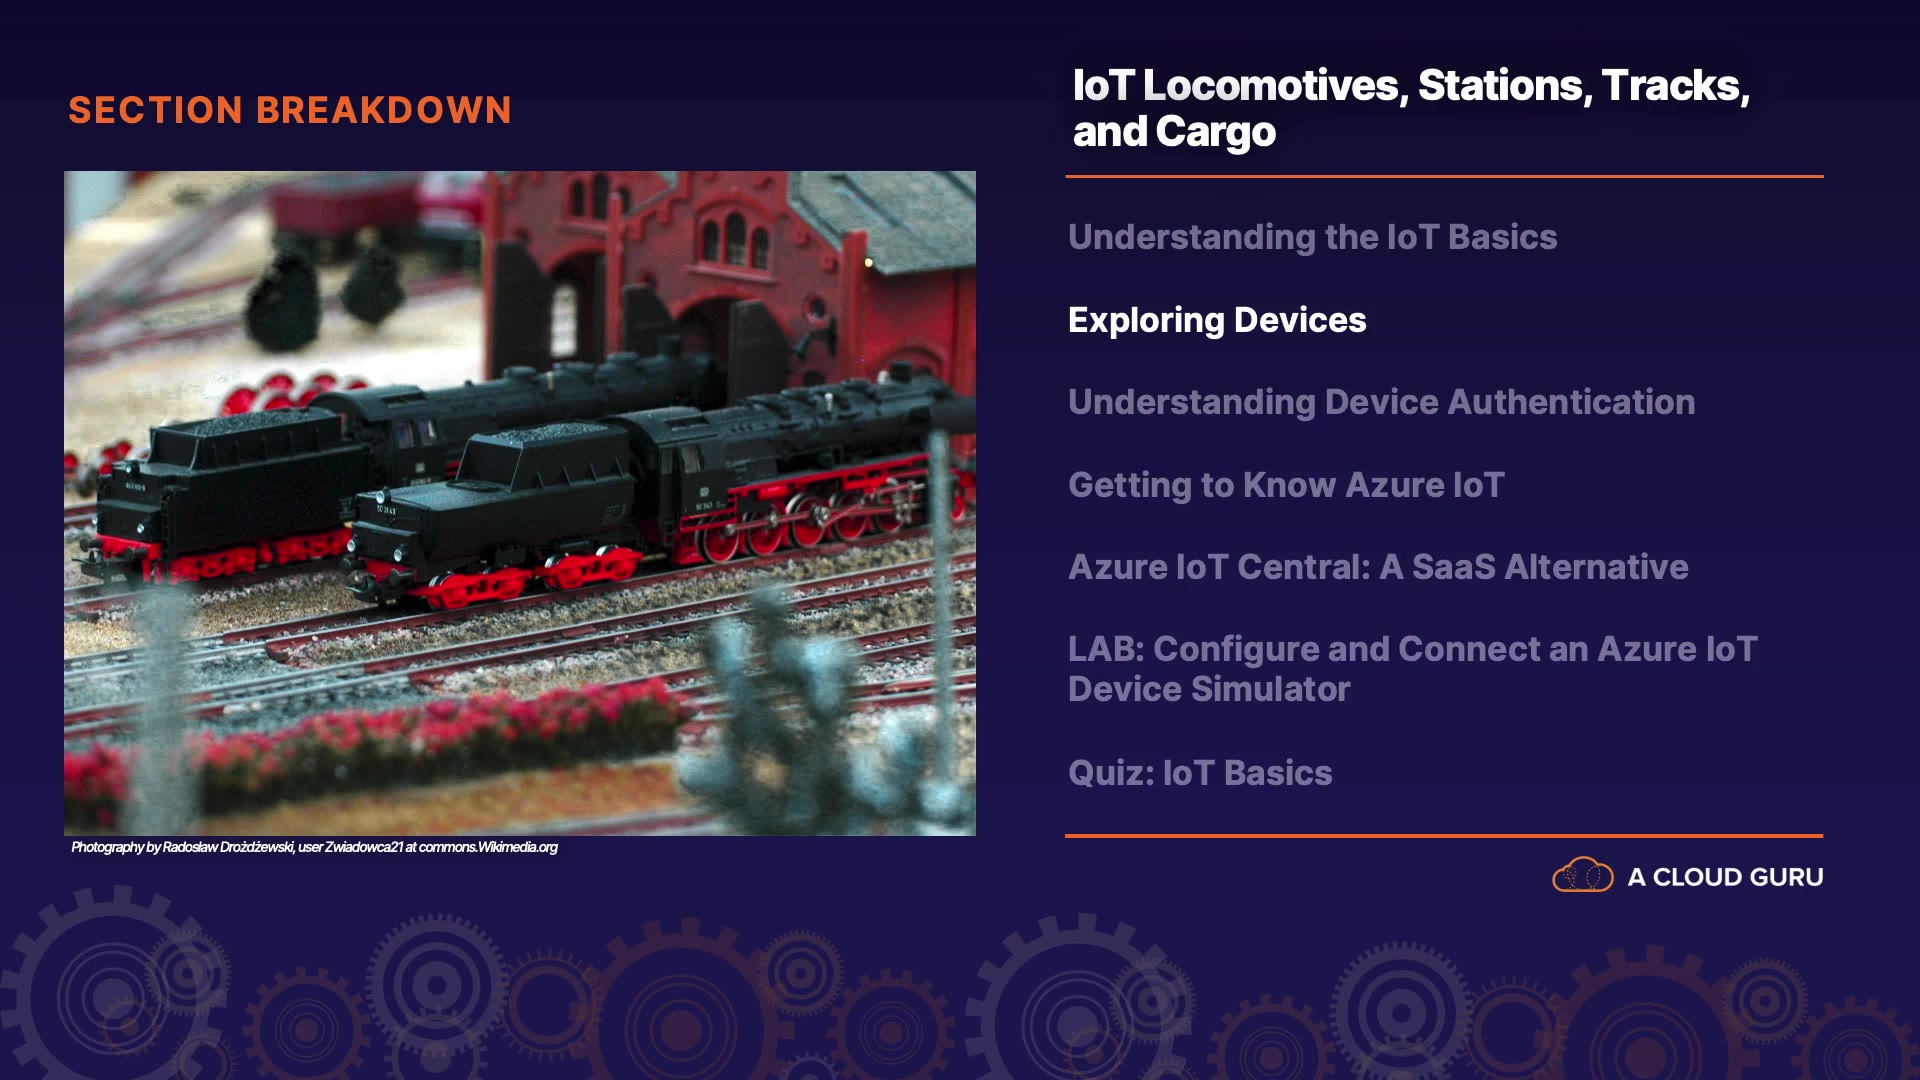 SECTION BREAKDOWN
IoT Locomotives, Stations, Tracks,
and Cargo
Understanding the IoT Basics
Exploring Devices
Understanding Device Authentication
Getting to Know Azure IoT
Azure IoT Central: A SaaS Alternative
LAB: Configure and Connect an Azure IoT
Device Simulator
Quiz: IoT Basics
Photography by Radosław Drożdżewski, user Zwiadowca21 at commons.Wikimedia.org
A CLOUD GURU